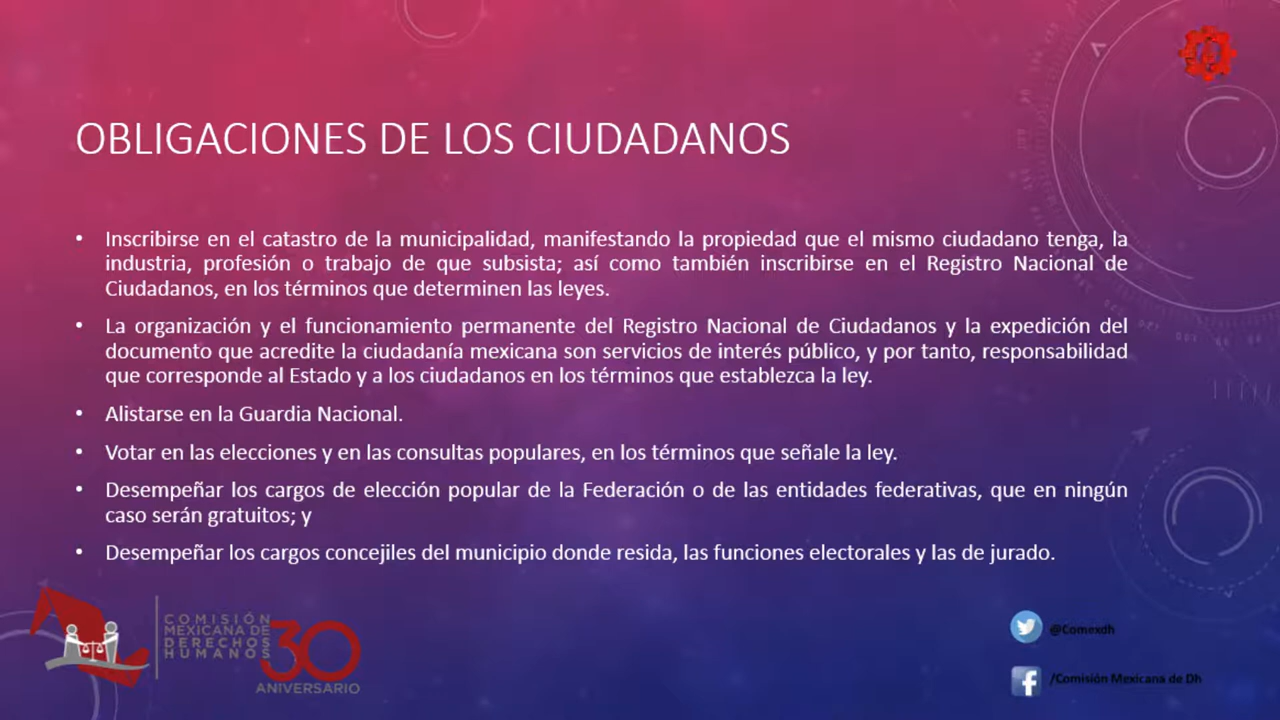 OBLIGACIONES DE LOS CIUDADANOS
• Inscribirse en el catastro de la municipalidad, manifestando la propiedad que el mismo ciudadano tenga, la
industria, profesión o trabajo de que subsista; así como también inscribirse en el Registro Nacional de
Ciudadanos, en los términos que determinen las leyes.
• La organización y el funcionamiento permanente del Registro Nacional de Ciudadanos y la expedición del
documento que acredite la ciudadanía mexicana son servicios de interés público, y por tanto, responsabilidad
que corresponde al Estado y a los ciudadanos en los términos que establezca la ley.
• Alistarse en la Guardia Nacional.
• Votar en las elecciones y en las consultas populares, en los términos que señale la ley.
• Desempeñar los cargos de elección popular de la Federación o de las entidades federativas, que en ningún
caso serán gratuitos; y
• Desempeñar los cargos concejiles del municipio donde resida, las funciones electorales y las de jurado.
COMISIÓN
MEXICANA DE
DERECHOS
HUMANOS
30
ANIVERSARIO
@Comexdh
/Comisión Mexicana de Dh